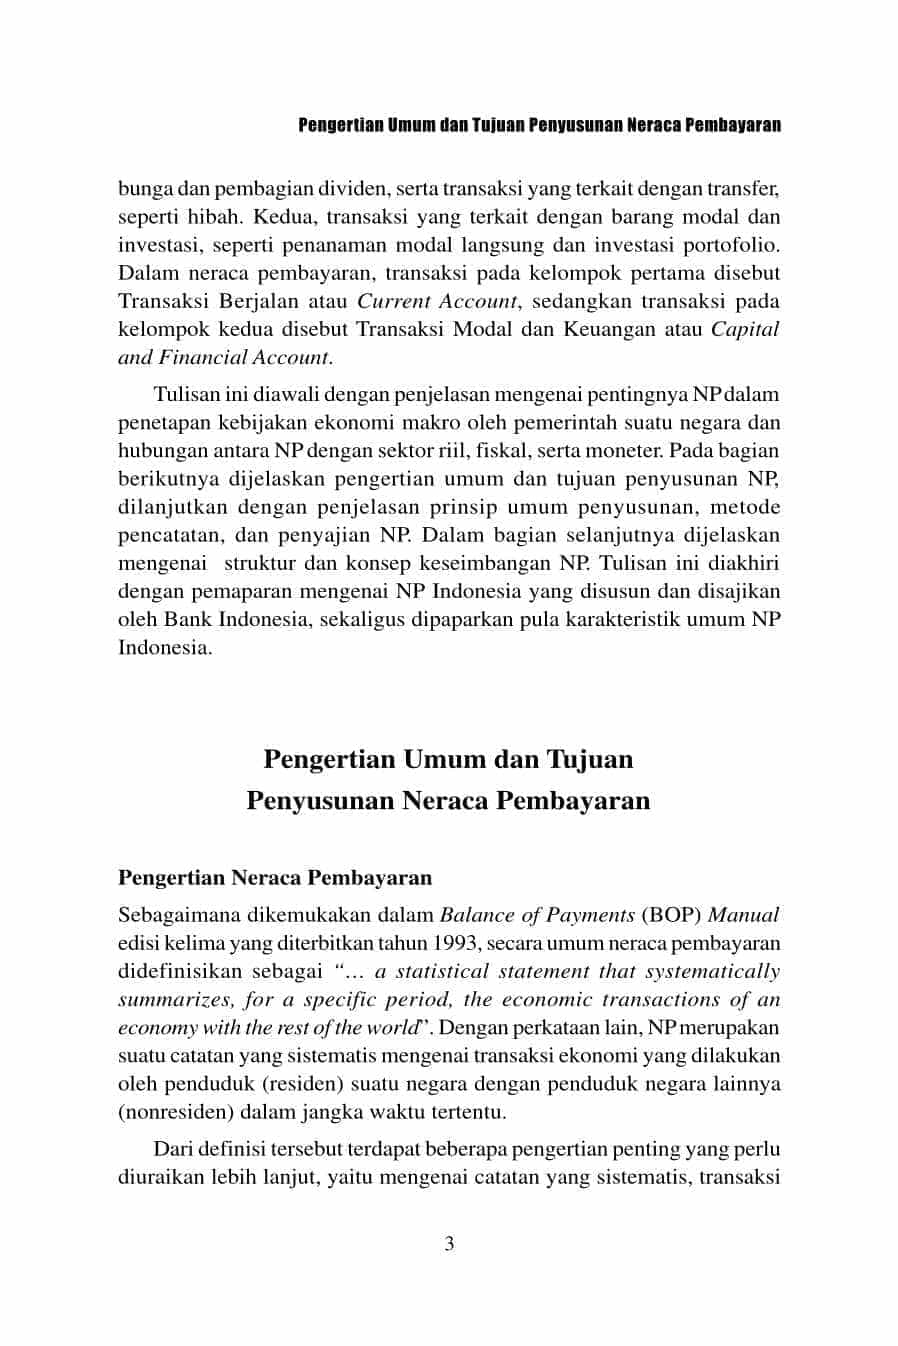 Pengertian Umum dan Tujuan Penyusunan Neraca Pembayaran
bunga dan pembagian dividen, serta transaksi yang terkait dengan transfer,
seperti hibah. Kedua, transaksi yang terkait dengan barang modal dan
investasi, seperti penanaman modal langsung dan investasi portofolio.
Dalam neraca pembayaran, transaksi pada kelompok pertama disebut
Transaksi Berjalan atau Current Account, sedangkan transaksi pada
kelompok kedua disebut Transaksi Modal dan Keuangan atau Capital
and Financial Account.
Tulisan ini diawali dengan penjelasan mengenai pentingnya NP dalam
penetapan kebijakan ekonomi makro oleh pemerintah suatu negara dan
hubungan antara NP dengan sektor riil, fiskal, serta moneter. Pada bagian
berikutnya dijelaskan pengertian umum dan tujuan penyusunan NP,
dilanjutkan dengan penjelasan prinsip umum penyusunan, metode
pencatatan, dan penyajian NP. Dalam bagian selanjutnya dijelaskan
mengenai struktur dan konsep keseimbangan NP. Tulisan ini diakhiri
dengan pemaparan mengenai NP Indonesia yang disusun dan disajikan
oleh Bank Indonesia, sekaligus dipaparkan pula karakteristik umum NP
Indonesia.
Pengertian Umum dan Tujuan
Penyusunan Neraca Pembayaran
Pengertian Neraca Pembayaran
Sebagaimana dikemukakan dalam Balance of Payments (BOP) Manual
edisi kelima yang diterbitkan tahun 1993, secara umum neraca pembayaran
didefinisikan sebagai “… a statistical statement that systematically
summarizes, for a specific period, the economic transactions of an
economy with the rest of the world”. Dengan perkataan lain, NP merupakan
suatu catatan yang sistematis mengenai transaksi ekonomi yang dilakukan
oleh penduduk (residen) suatu negara dengan penduduk negara lainnya
(nonresiden) dalam jangka waktu tertentu.
Dari definisi tersebut terdapat beberapa pengertian penting yang perlu
diuraikan lebih lanjut, yaitu mengenai catatan yang sistematis, transaksi
3